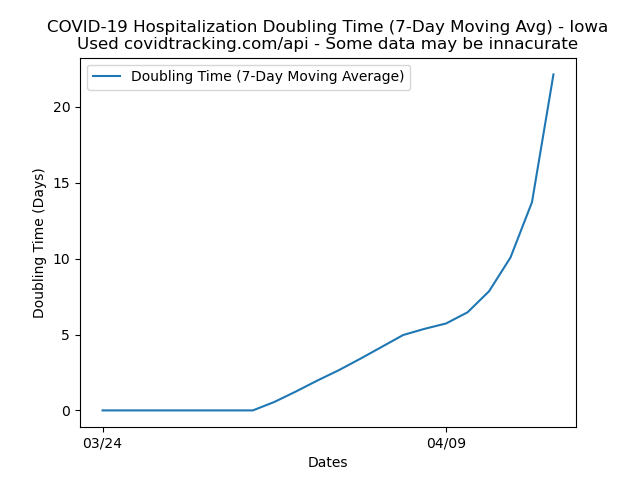 COVID-19 Hospitalization Doubling Time (7-Day Moving Avg) - Iowa
Used covidtracking.com/api - Some data may be innacurate
Doubling Time (7-Day Moving Average)
Doubling Time (Days)
20
15
10
5
0
03/24
04/09
Dates